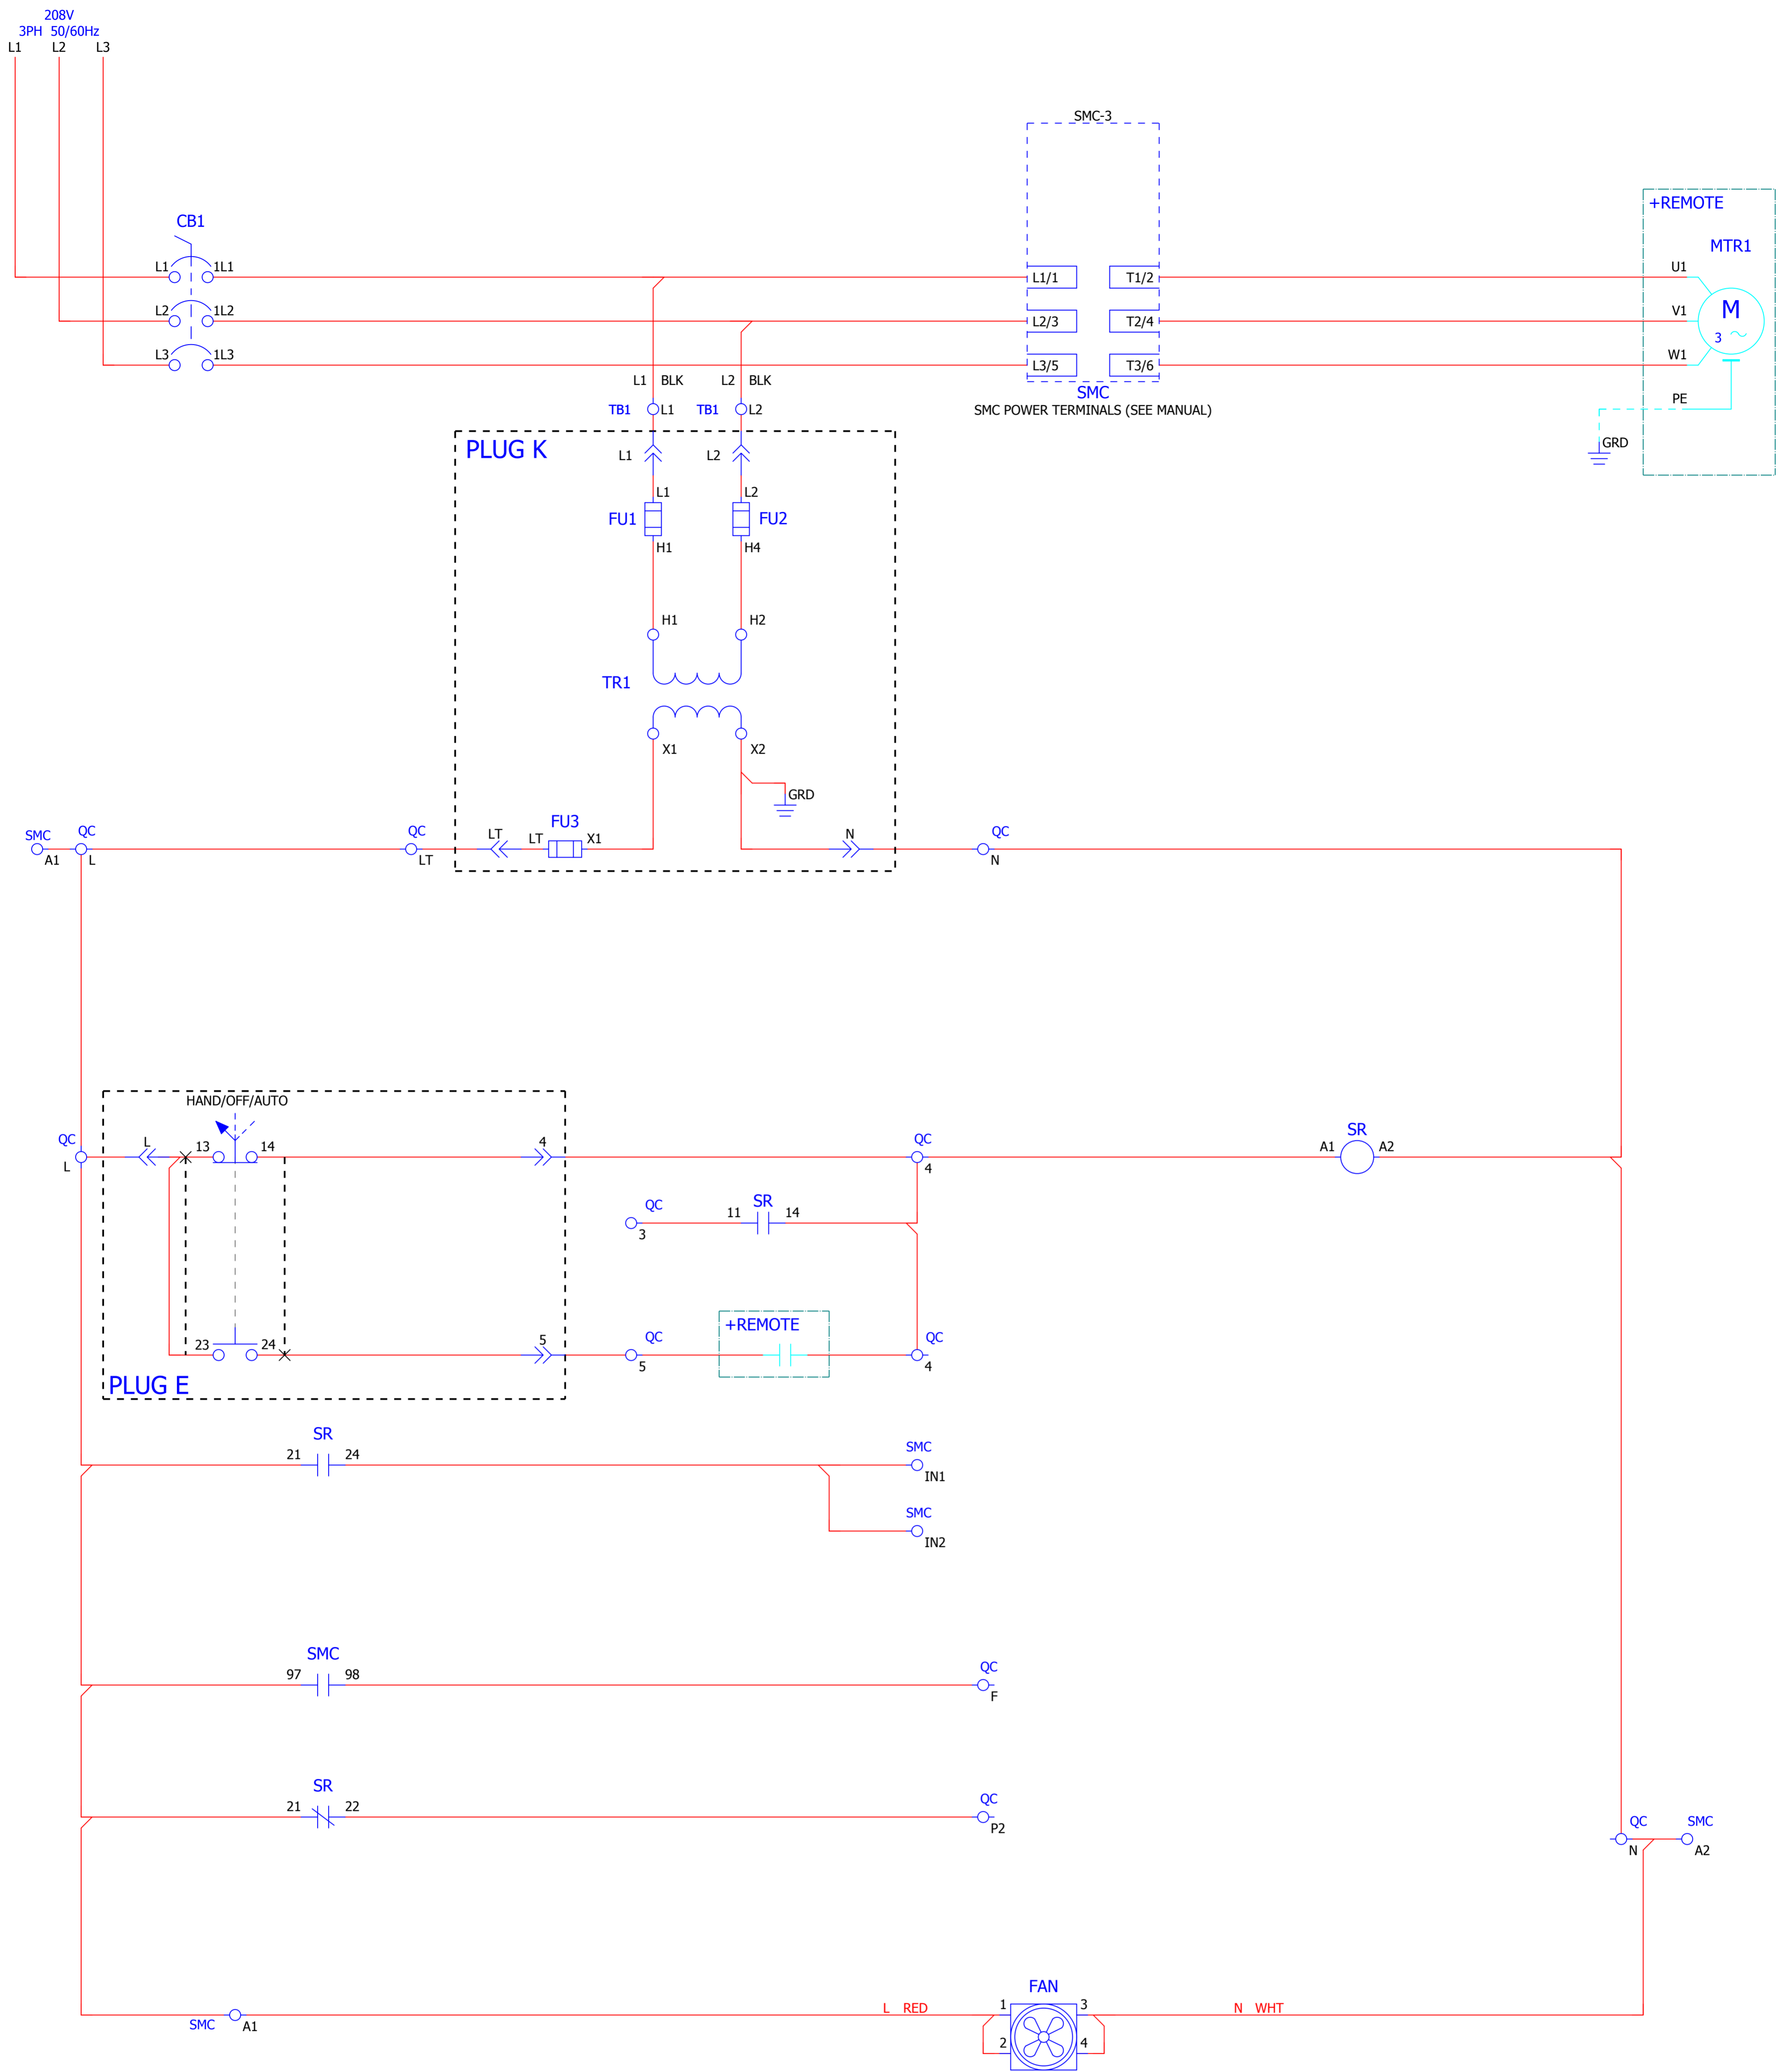 208V
3PH 50/60Hz
L1 L2 L3
SMC-3
+REMOTE
MTR1
CB1
L1 1L1
L1/1 T1/2
U1
L2 1L2
L2/3 T2/4
V1
M
3
L3 1L3
L3/5 T3/6
W1
L1 BLK L2 BLK
SMC
SMC POWER TERMINALS (SEE MANUAL)
PE
GRD
TB1 L1 TB1 L2
PLUG K
L1 L2
L1 L2
FU1 FU2
H1 H4
H1 H2
TR1
X1 X2
GRD
SMC QC QC LT FU3 N QC
A1 L LT LT X1 N
HAND/OFF/AUTO
QC L 13 14 4 QC SR
L 4 A1 A2
QC 11 SR 14
3
+REMOTE
23 24 5 QC QC
5 4
PLUG E
SR
21 24
SMC
IN1
SMC
IN2
SMC
97 98
QC
F
SR
21 22
QC
P2
QC SMC
N A2
FAN
L RED 1 3 N WHT
SMC A1
2 4